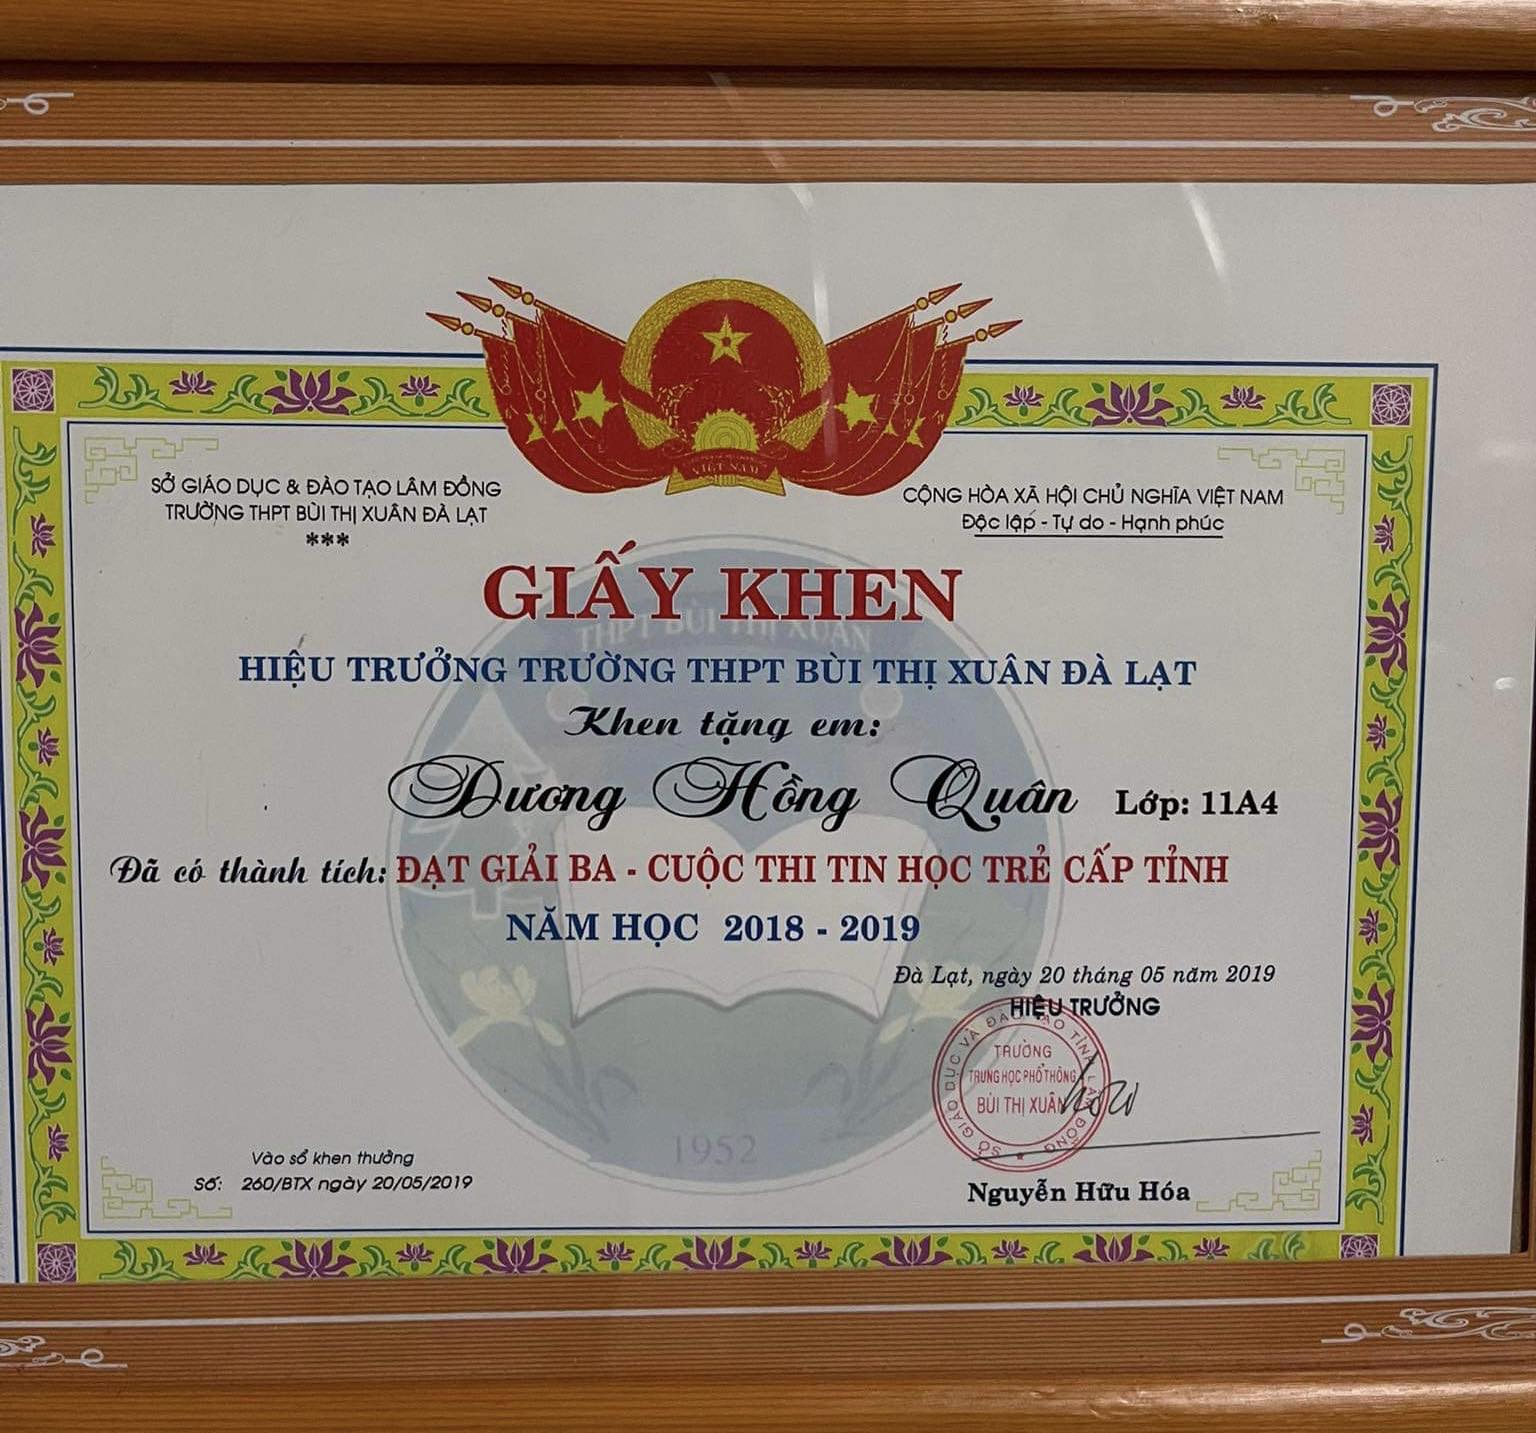 VIỆT NAM
SỞ GIÁO DỤC & ĐÀO TẠO LÂM ĐỒNG
TRƯỜNG THPT BÙI THỊ XUÂN ĐÀ LẠT
***
CỘNG HÒA XÃ HỘI CHỦ NGHĨA VIỆT NAM
Độc lập - Tự do - Hạnh phúc
GIẤY KHEN
THPT BÙI THỊ XUÂN
HIỆU TRƯỞNG TRƯỜNG THPT BÙI THỊ XUÂN ĐÀ LẠT
Khen tặng em:
Dương Hồng Quân Lớp: 11A4
Đã có thành tích: ĐẠT GIẢI BA - CUỘC THI TIN HỌC TRẺ CẤP TỈNH
NĂM HỌC 2018 - 2019
Đà Lạt, ngày 20 tháng 05 năm 2019
HIỆU TRƯỞNG
SỞ GIÁO DỤC VÀ ĐÀO TẠO TỈNH LÂM ĐỒNG
TRƯỜNG
TRUNG HỌC PHỔ THÔNG
BÙI THỊ XUÂN
1952
Vào sổ khen thưởng
Số: 260/BTX ngày 20/05/2019
Nguyễn Hữu Hóa